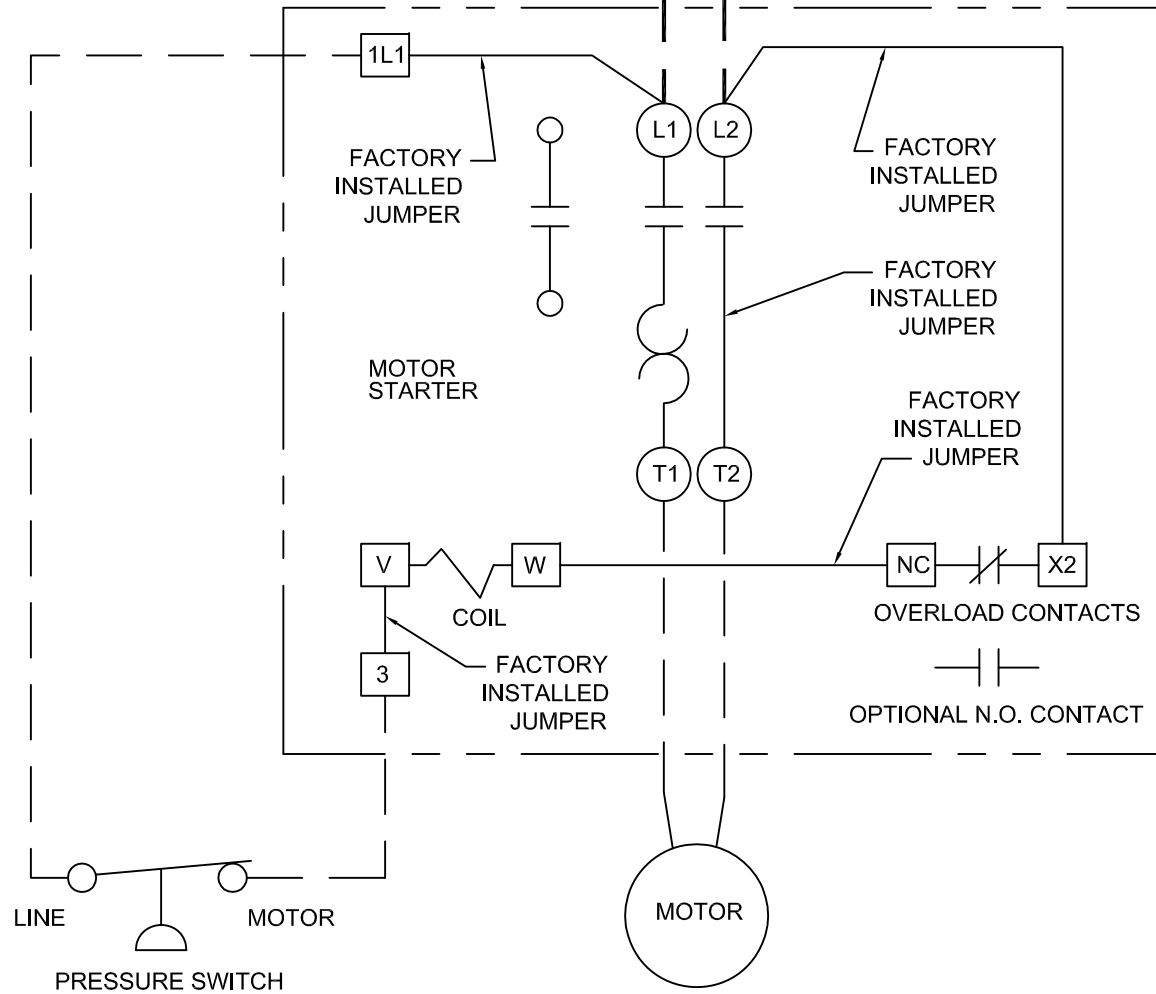 1L1
L1
L2
FACTORY
INSTALLED
JUMPER
FACTORY
INSTALLED
JUMPER
FACTORY
INSTALLED
JUMPER
MOTOR
STARTER
FACTORY
INSTALLED
JUMPER
T1
T2
V
W
NC
X2
COIL
OVERLOAD CONTACTS
3
FACTORY
INSTALLED
JUMPER
OPTIONAL N.O. CONTACT
LINE
MOTOR
MOTOR
PRESSURE SWITCH